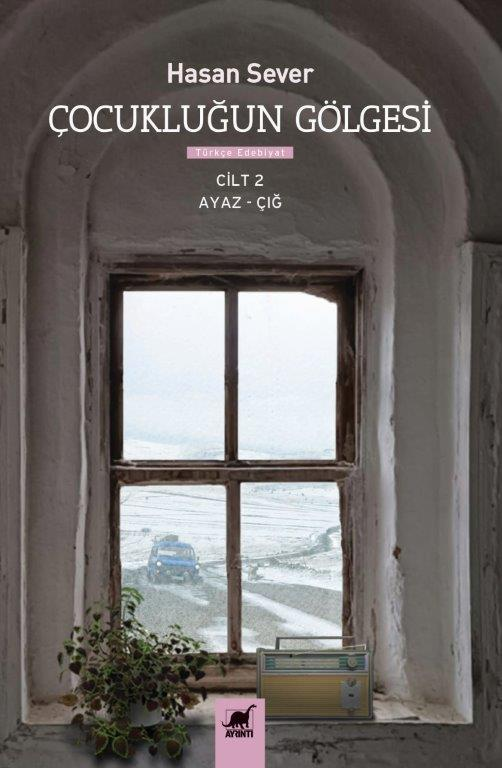 Hasan Sever
ÇOCUKLUĞUN GÖLGESİ
Türkçe Edebiyat
CİLT 2
AYAZ - ÇIĞ
AYRINTI